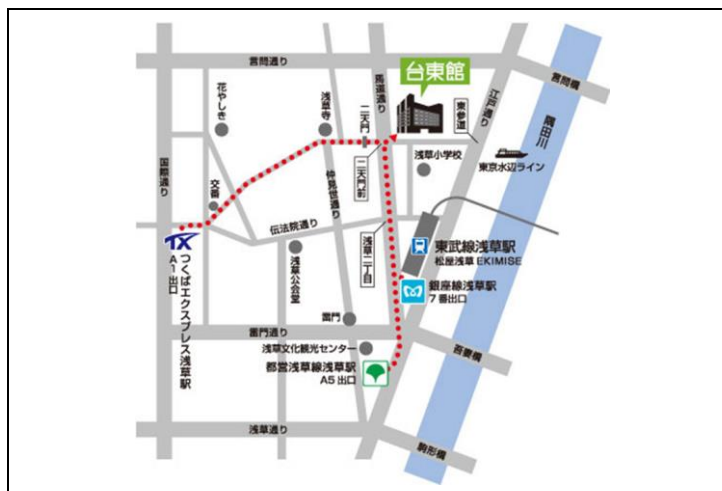 言問通り
台東館
馬道通り
江戸通り
言問橋
花やしき
浅草寺
二天門
東参道
隅田川
国際通り
交番
仲見世通り
二天門前
浅草小学校
東京水辺ライン
伝法院通り
TX
つくばエクスプレス浅草駅
A1出口
浅草公会堂
浅草二丁目
東武線浅草駅
松屋浅草 EKIMISE
銀座線浅草駅
7番出口
雷門
雷門通り
浅草文化観光センター
都営浅草線浅草駅
A5出口
吾妻橋
浅草通り
駒形橋